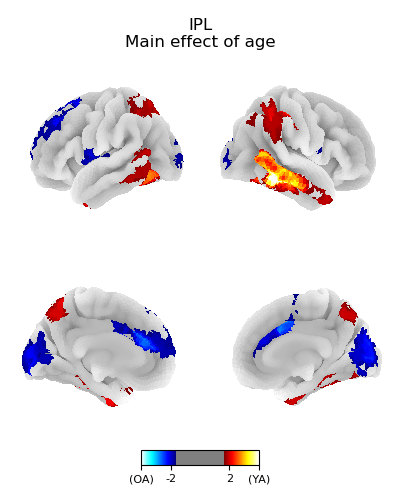 IPL
Main effect of age
-2 2
(OA) (YA)